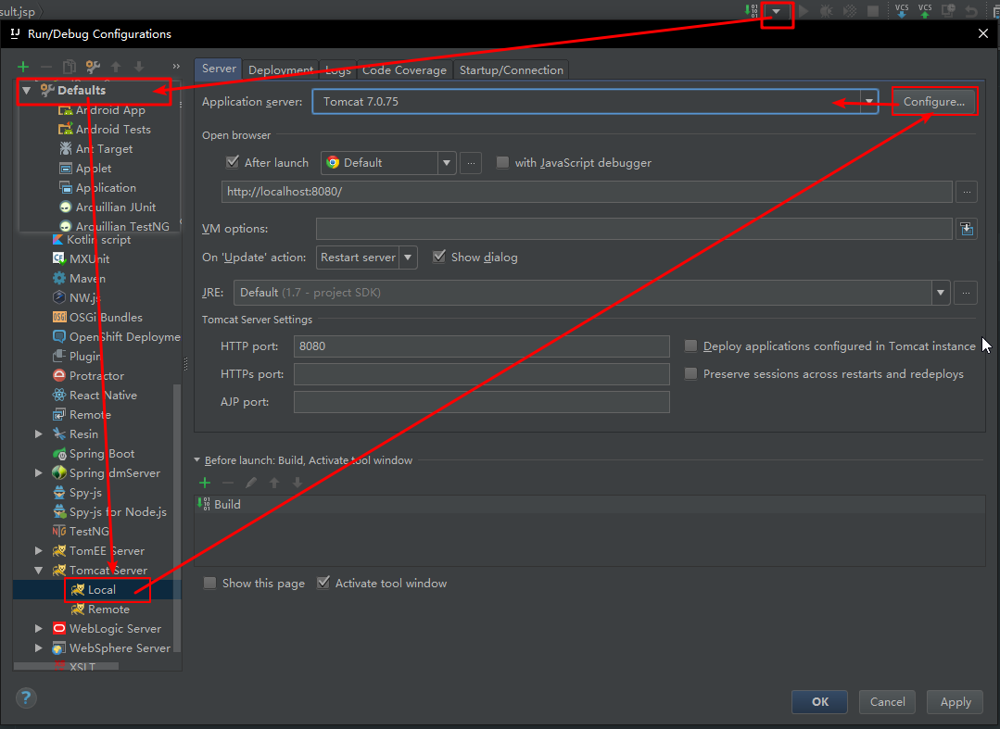 sult.jsp
VCS VCS
Run/Debug Configurations
Defaults
Android App
Android Tests
Ant Target
Applet
Application
Arquillian JUnit
Arquillian TestNG
Kotlin script
MXUnit
Maven
NW.js
OSGi Bundles
OpenShift Deployme
Plugin
Protractor
React Native
Remote
Resin
Spring Boot
Spring dmServer
Spy-js
Spy-js for Node.js
TestNG
TomEE Server
Tomcat Server
Local
Remote
WebLogic Server
WebSphere Server
XSLT
Server Deployment Logs Code Coverage Startup/Connection
Application server: Tomcat 7.0.75 Configure...
Open browser
After launch Default ... with JavaScript debugger
http://localhost:8080/ ...
VM options:
On 'Update' action: Restart server Show dialog
JRE: Default (1.7 - project SDK) ...
Tomcat Server Settings
HTTP port: 8080 Deploy applications configured in Tomcat instance
HTTPs port: Preserve sessions across restarts and redeploys
AJP port:
Before launch: Build, Activate tool window
Build
Show this page Activate tool window
? OK Cancel Apply